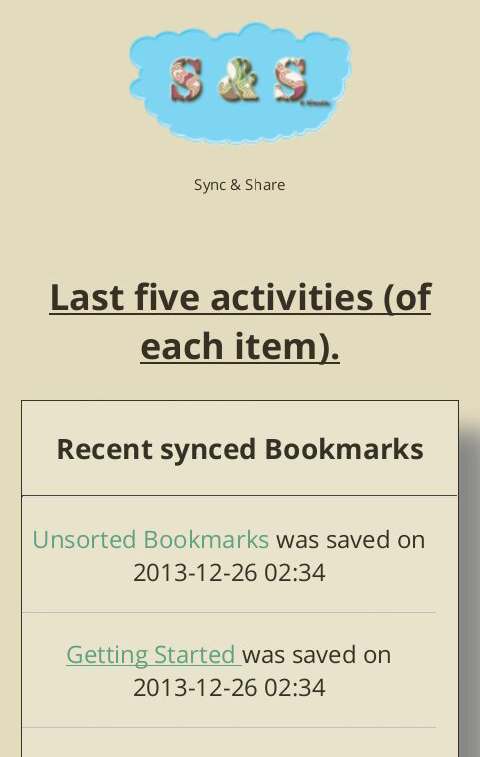 S & S
Sync & Share
Last five activities (of
each item).
Recent synced Bookmarks
Unsorted Bookmarks was saved on
2013-12-26 02:34
Getting Started was saved on
2013-12-26 02:34